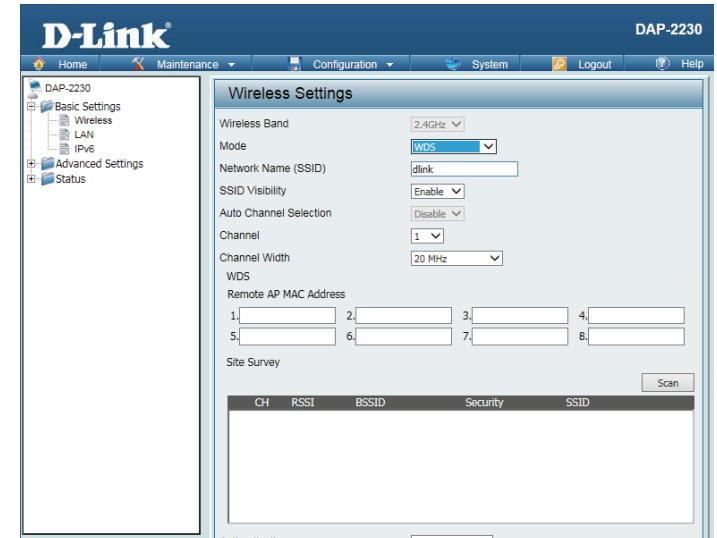 D-Link®
DAP-2230
Home Maintenance Configuration System Logout Help
DAP-2230
Basic Settings
Wireless
LAN
IPv6
Advanced Settings
Status
Wireless Settings
Wireless Band 2.4GHz
Mode WDS
Network Name (SSID) dlink
SSID Visibility Enable
Auto Channel Selection Disable
Channel 1
Channel Width 20 MHz
WDS
Remote AP MAC Address
1. 2. 3. 4.
5. 6. 7. 8.
Site Survey
Scan
CH RSSI BSSID Security SSID